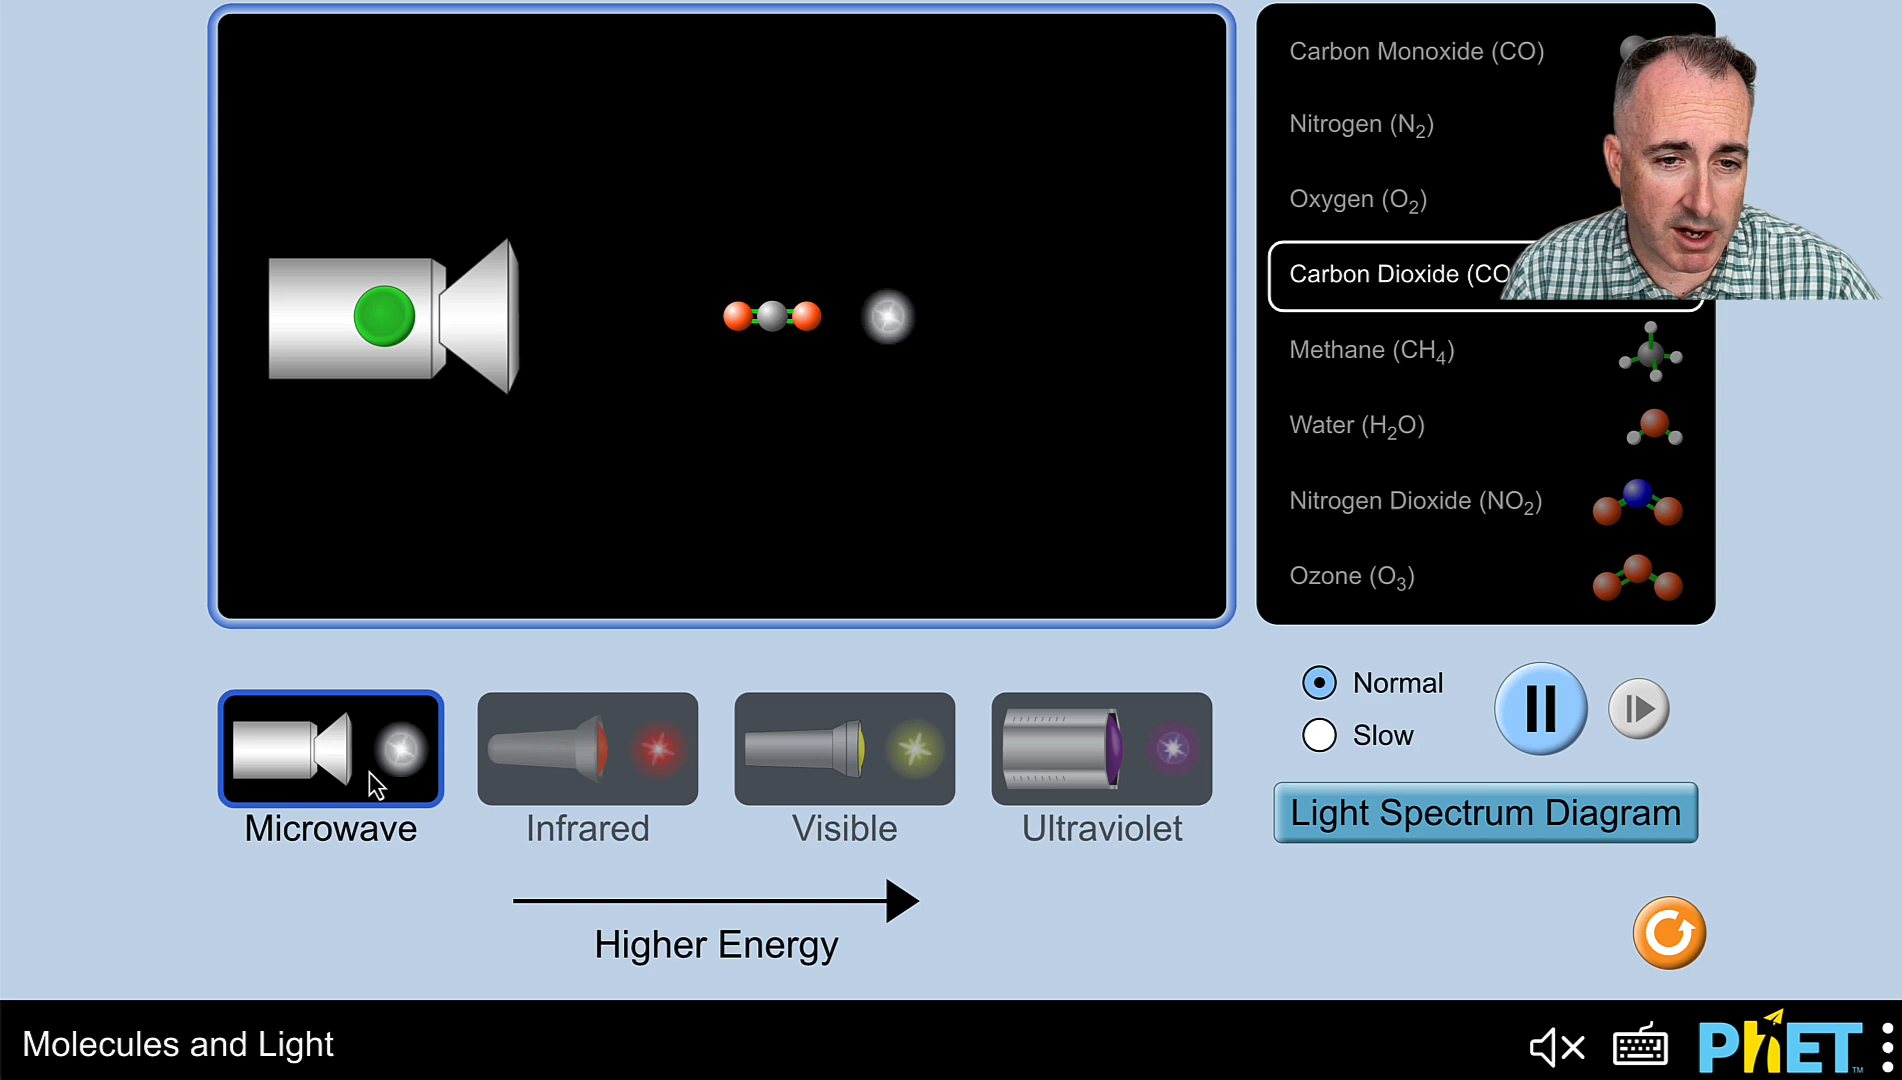 Carbon Monoxide (CO)
Nitrogen (N2)
Oxygen (O2)
Carbon Dioxide (CO
Methane (CH4)
Water (H2O)
Nitrogen Dioxide (NO2)
Ozone (O3)
Normal
Slow
Microwave
Infrared
Visible
Ultraviolet
Light Spectrum Diagram
Higher Energy
Molecules and Light
PhET
TM